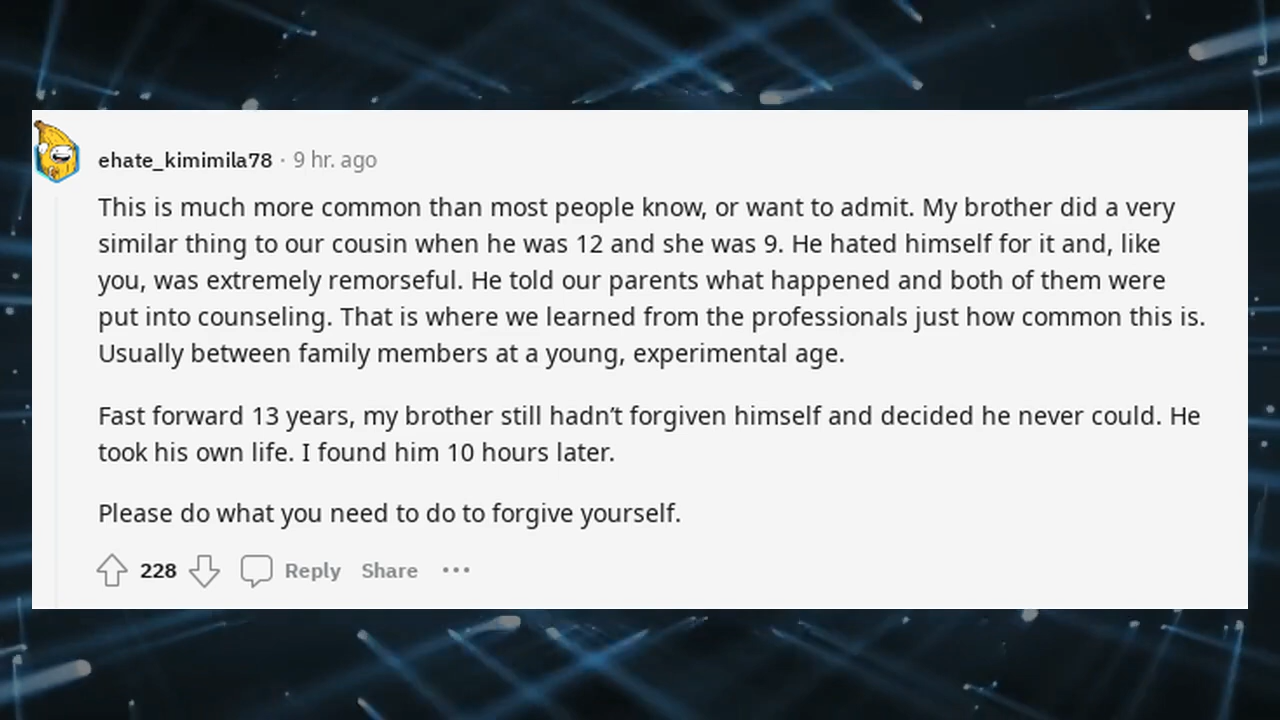 ehate_kimimila78 · 9 hr. ago
This is much more common than most people know, or want to admit. My brother did a very
similar thing to our cousin when he was 12 and she was 9. He hated himself for it and, like
you, was extremely remorseful. He told our parents what happened and both of them were
put into counseling. That is where we learned from the professionals just how common this is.
Usually between family members at a young, experimental age.
Fast forward 13 years, my brother still hadn’t forgiven himself and decided he never could. He
took his own life. I found him 10 hours later.
Please do what you need to do to forgive yourself.
228 Reply Share